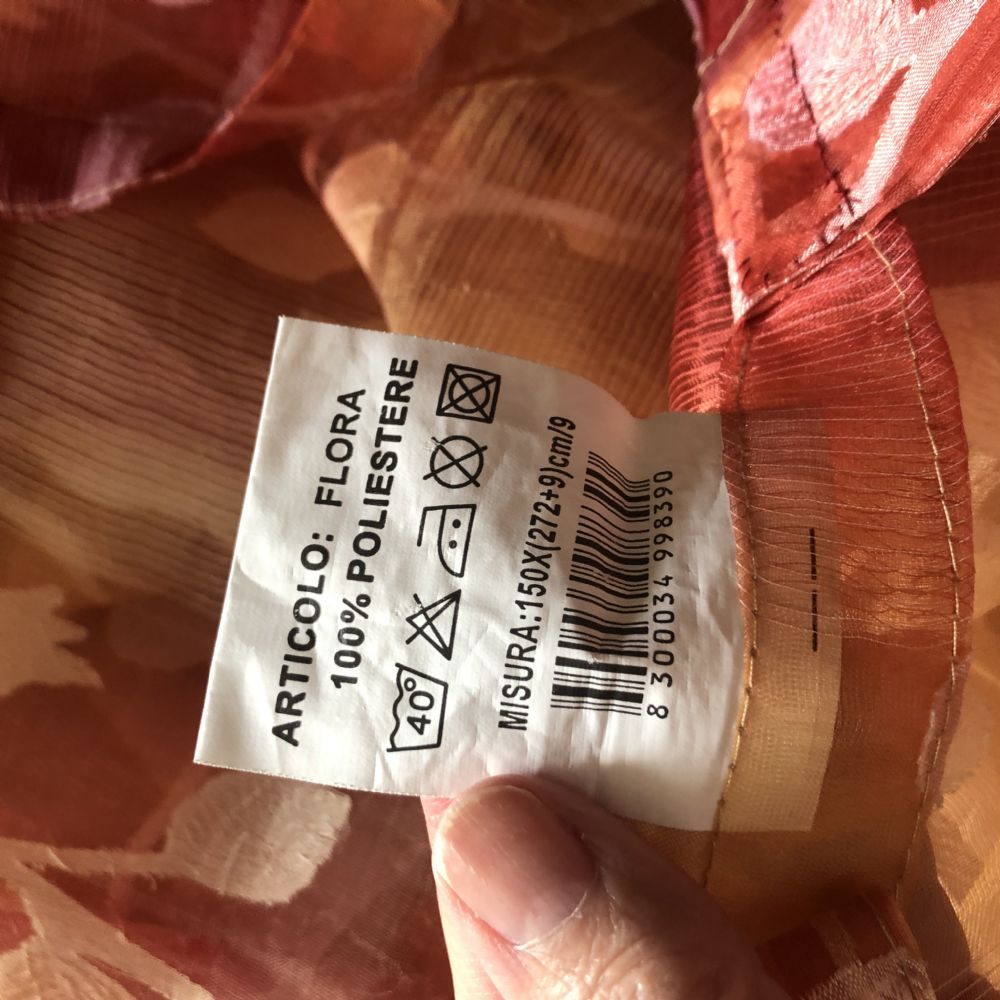 ARTICOLO: FLORA
100% POLIESTERE
40°
MISURA:150X(272+9)cm/9
8 300034 998390